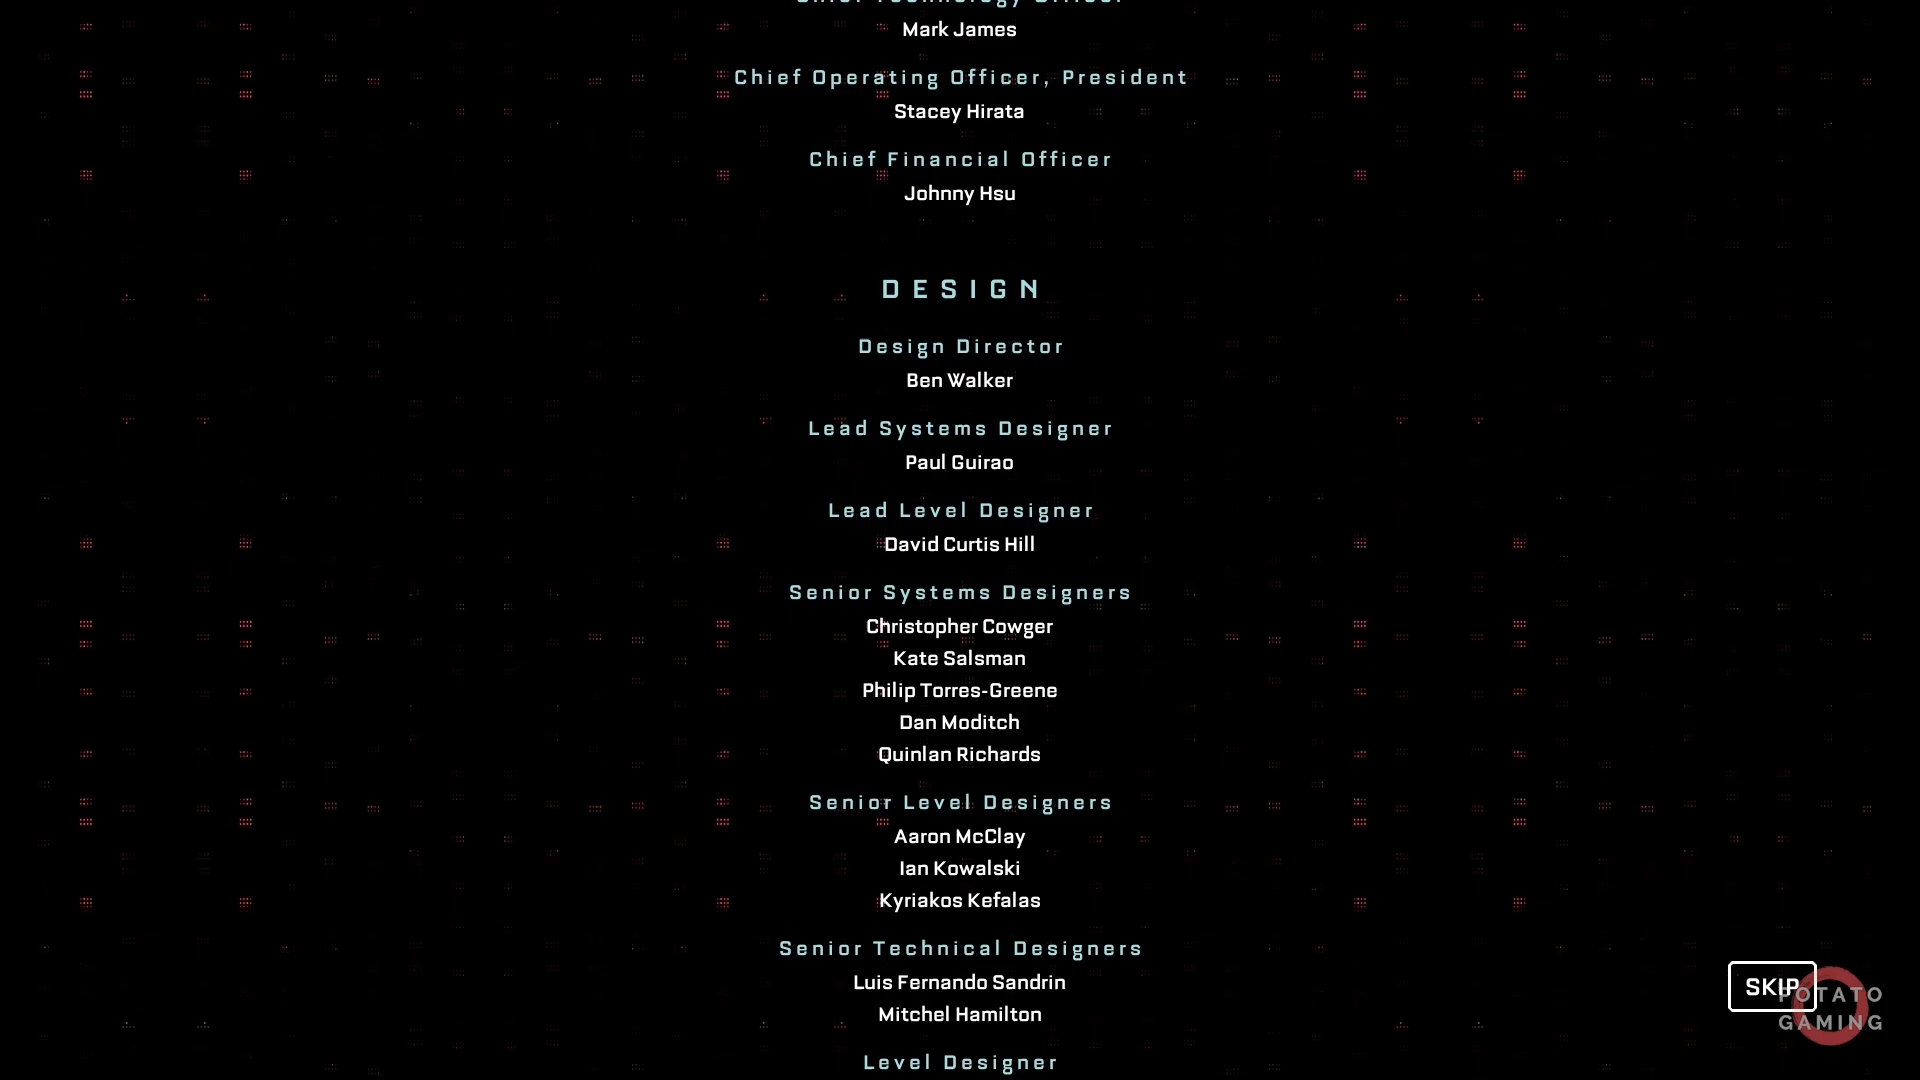 Chief Technology Officer
Mark James
Chief Operating Officer, President
Stacey Hirata
Chief Financial Officer
Johnny Hsu
DESIGN
Design Director
Ben Walker
Lead Systems Designer
Paul Guirao
Lead Level Designer
David Curtis Hill
Senior Systems Designers
Christopher Cowger
Kate Salsman
Philip Torres-Greene
Dan Moditch
Quinlan Richards
Senior Level Designers
Aaron McClay
Ian Kowalski
Kyriakos Kefalas
Senior Technical Designers
Luis Fernando Sandrin
Mitchel Hamilton
Level Designer
SKIP
POTATO
GAMING